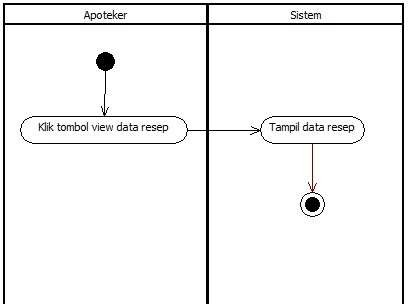 Apoteker
Sistem
Klik tombol view data resep
Tampil data resep